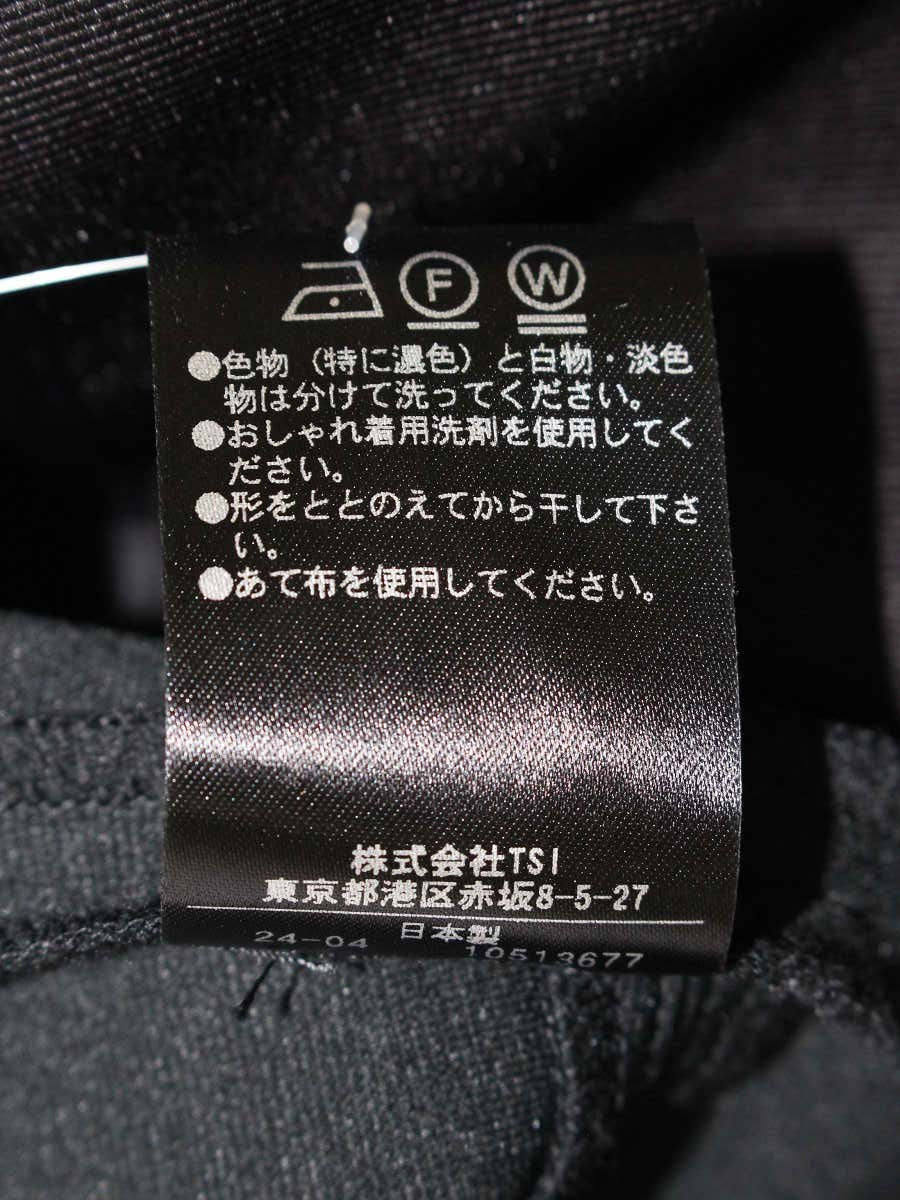 F W
●色物（特に濃色）と白物・淡色
物は分けて洗ってください。
●おしゃれ着用洗剤を使用してく
ださい。
●形をととのえてから干して下さ
い。
●あて布を使用してください。
株式会社TSI
東京都港区赤坂8-5-27
日本製
24-04 10513677